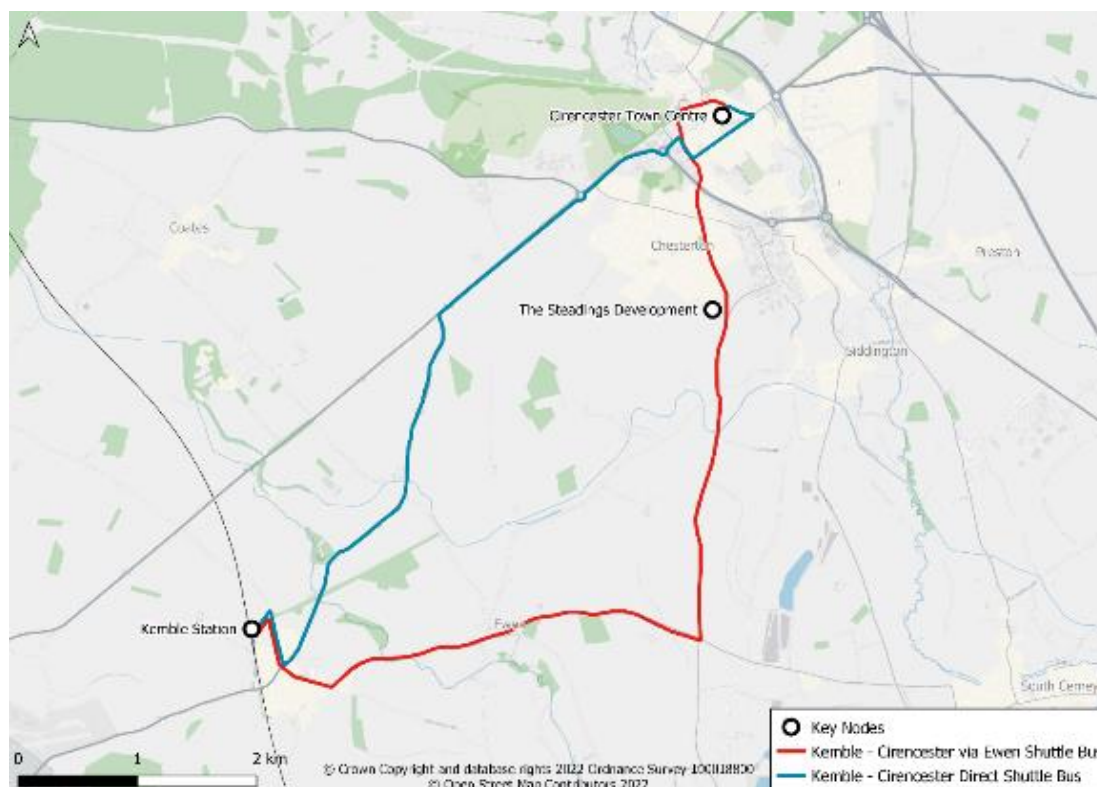 Cirencester Town Centre
Coates
Chesterton
Preston
The Steadings Development
Siddington
Kemble Station
Ewen
South Cerney
0 1 2 km
Key Nodes
Kemble - Cirencester via Ewen Shuttle Bus
Kemble - Cirencester Direct Shuttle Bus
© Crown Copyright and database rights 2022 Ordnance Survey 100018800
© Open Street Map Contributors 2022